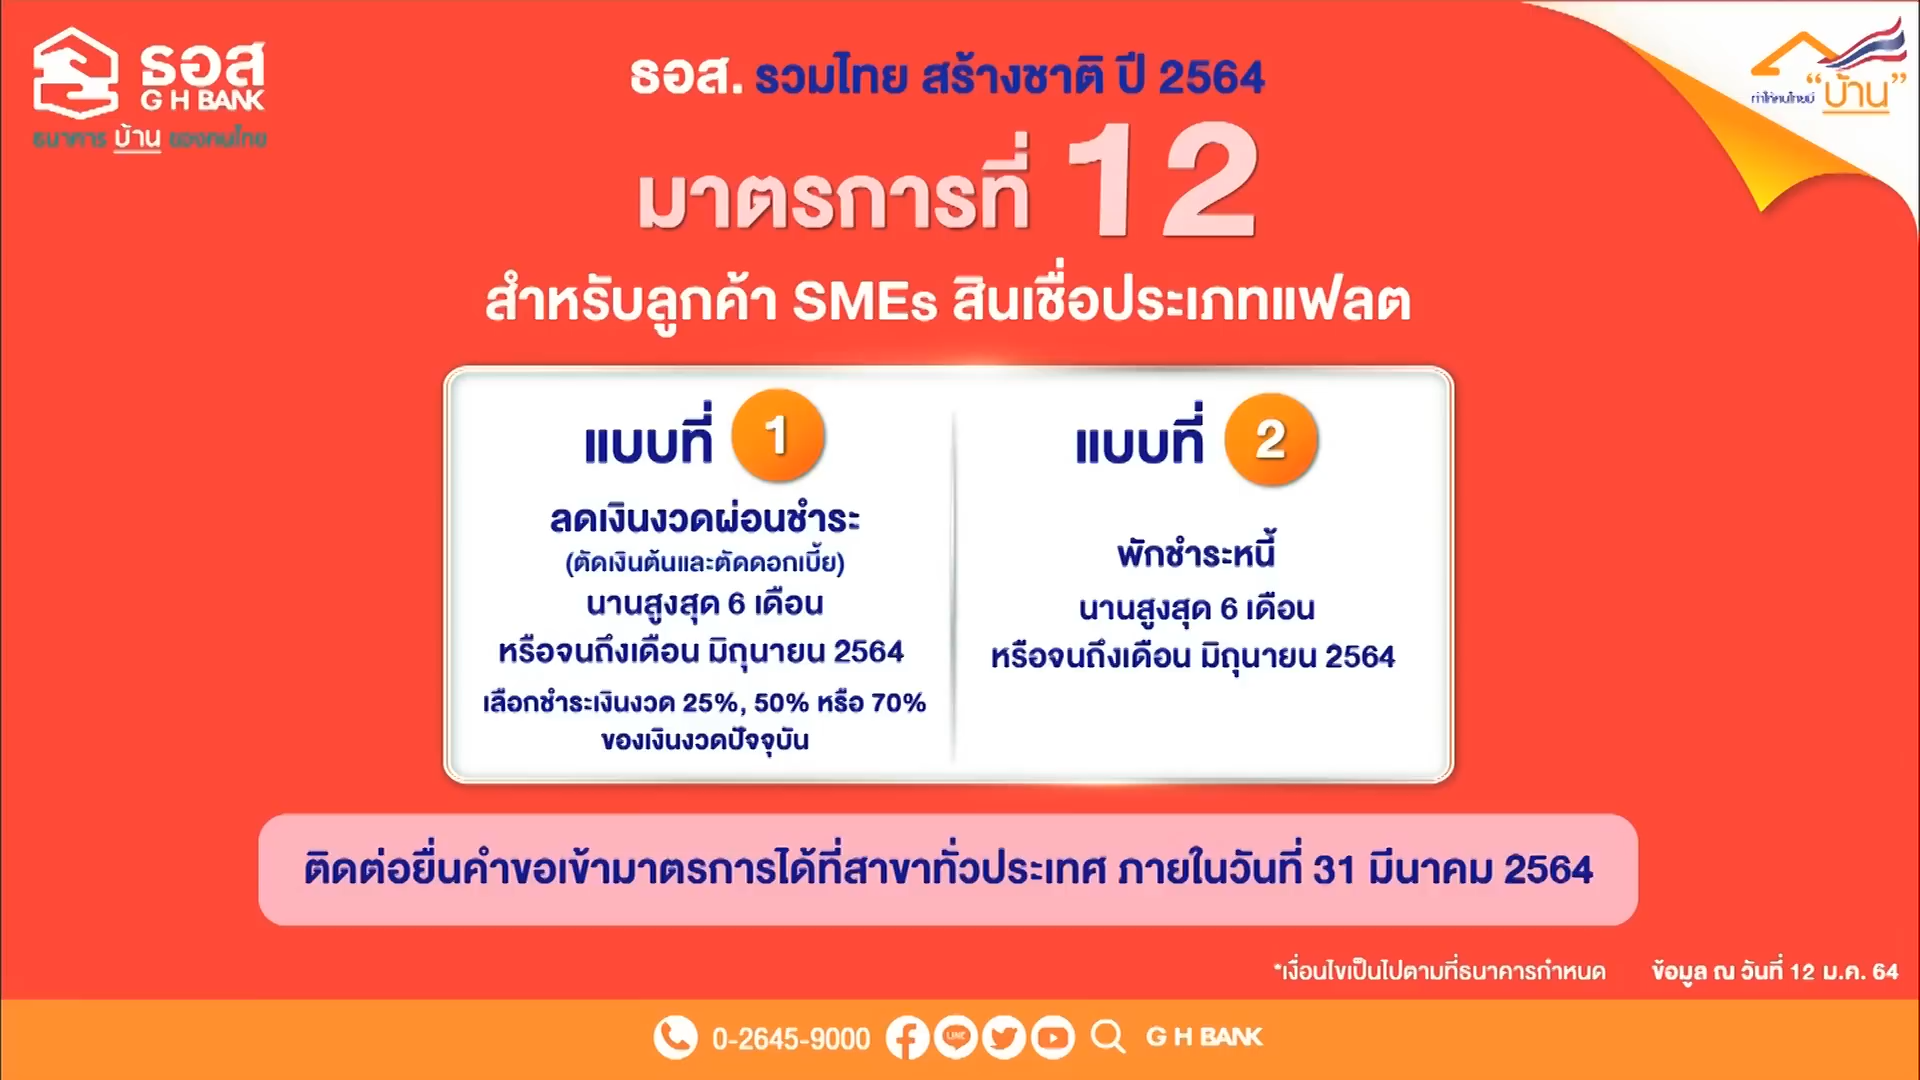 ธอส
G H BANK
ธนาคาร บ้าน ของคนไทย
ทำให้คนไทยมี "บ้าน"
ธอส. รวมไทย สร้างชาติ ปี 2564
มาตรการที่ 12
สำหรับลูกค้า SMEs สินเชื่อประเภทแฟลต
แบบที่ 1
ลดเงินงวดผ่อนชำระ
(ตัดเงินต้นและตัดดอกเบี้ย)
นานสูงสุด 6 เดือน
หรือจนถึงเดือน มิถุนายน 2564
เลือกชำระเงินงวด 25%, 50% หรือ 70%
ของเงินงวดปัจจุบัน
แบบที่ 2
พักชำระหนี้
นานสูงสุด 6 เดือน
หรือจนถึงเดือน มิถุนายน 2564
ติดต่อยื่นคำขอเข้ามาตรการได้ที่สาขาทั่วประเทศ ภายในวันที่ 31 มีนาคม 2564
*เงื่อนไขเป็นไปตามที่ธนาคารกำหนด ข้อมูล ณ วันที่ 12 ม.ค. 64
0-2645-9000 LINE G H BANK